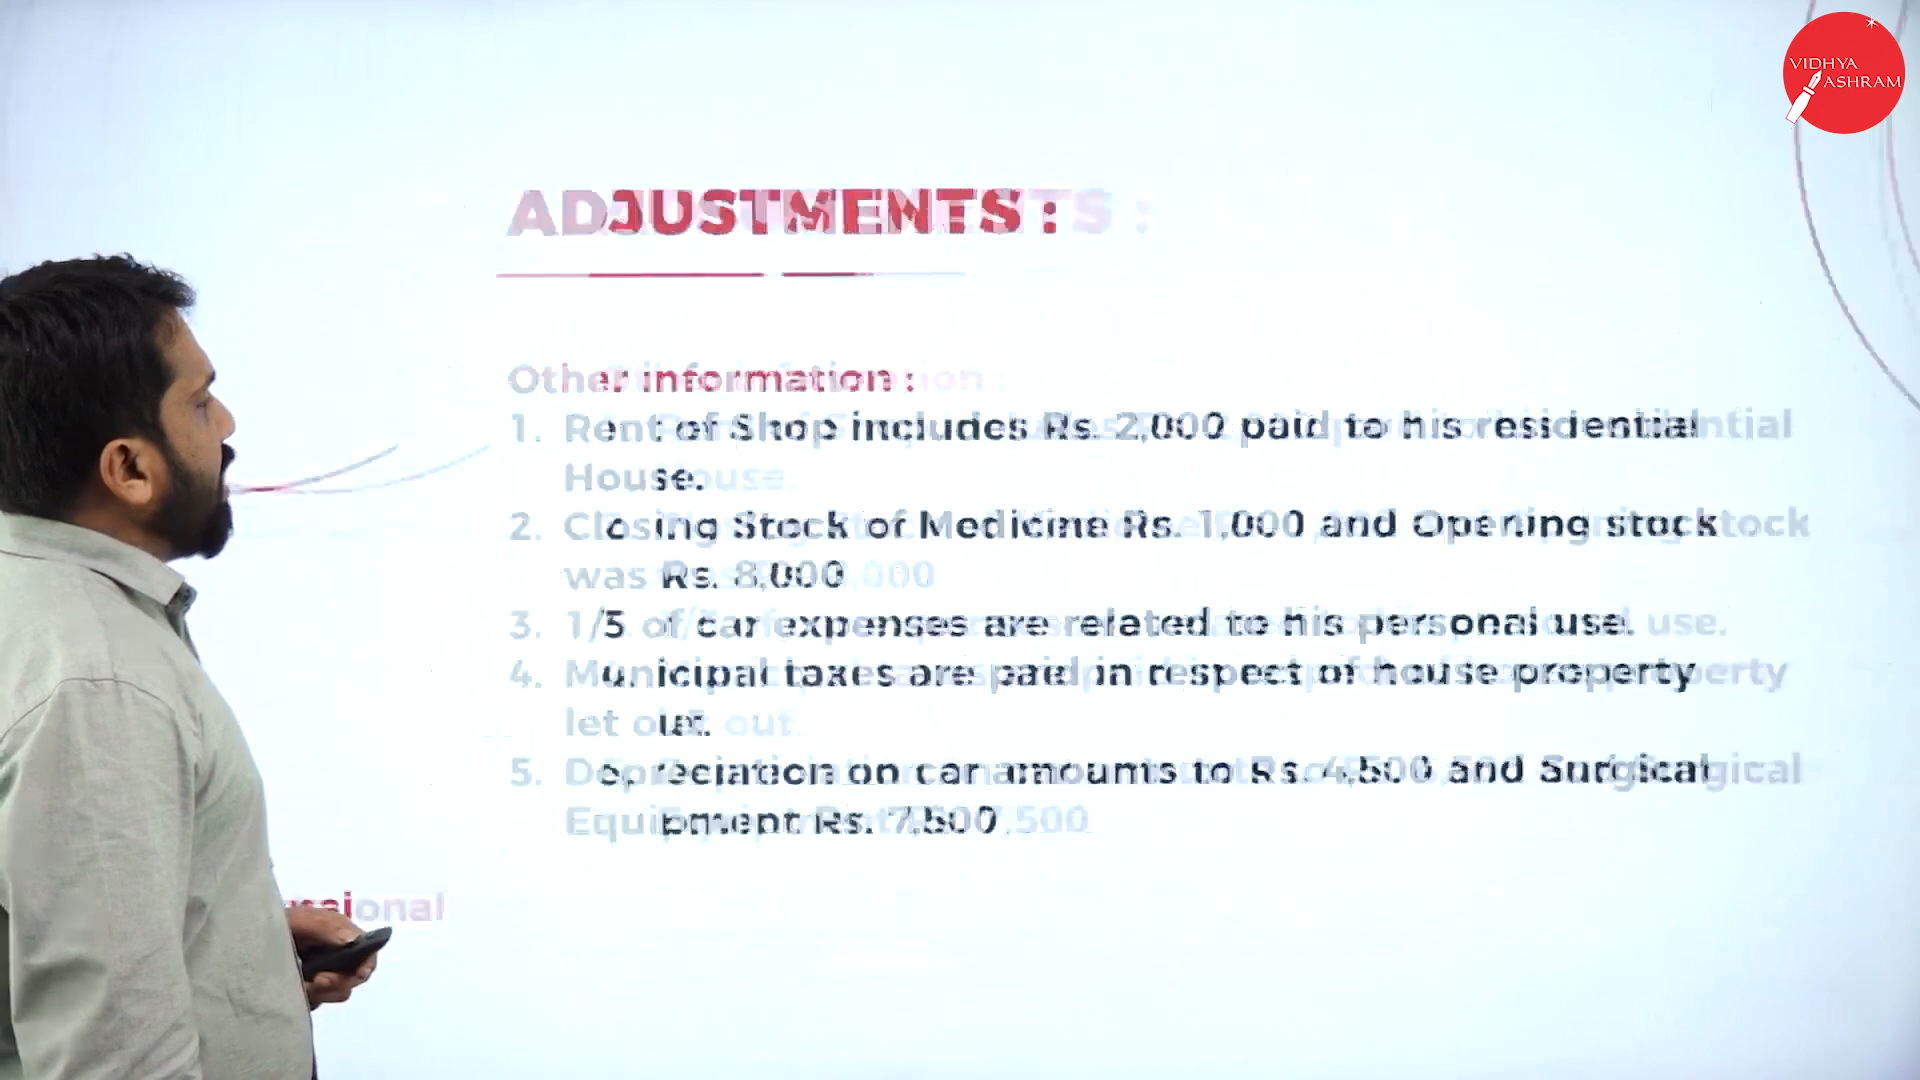 VIDHYA
ASHRAM
ADJUSTMENTS :
Other information :
1. Rent of Shop includes Rs. 2,000 paid to his residential
House.
2. Closing Stock of Medicine Rs. 1,000 and Opening stock
was Rs. 8,000
3. 1/5 of car expenses are related to his personal use.
4. Municipal taxes are paid in respect of house property
let out.
5. Depreciation on car amounts to Rs. 4,500 and Surgical
Equipment Rs. 7,500